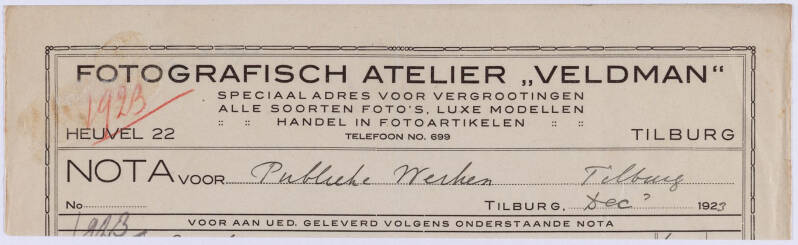 FOTOGRAFISCH ATELIER „VELDMAN“
1923
SPECIAAL ADRES VOOR VERGROOTINGEN
ALLE SOORTEN FOTO'S, LUXE MODELLEN
:: :: HANDEL IN FOTOARTIKELEN :: ::
HEUVEL 22 TELEFOON NO. 699 TILBURG
NOTA VOOR Publieke Werken Tilburg
No TILBURG, Dec 1923
VOOR AAN UED. GELEVERD VOLGENS ONDERSTAANDE NOTA